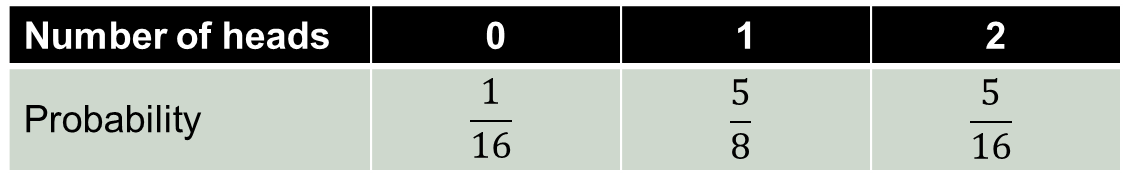 Number of heads 0 1 2
Probability 1/16 5/8 5/16